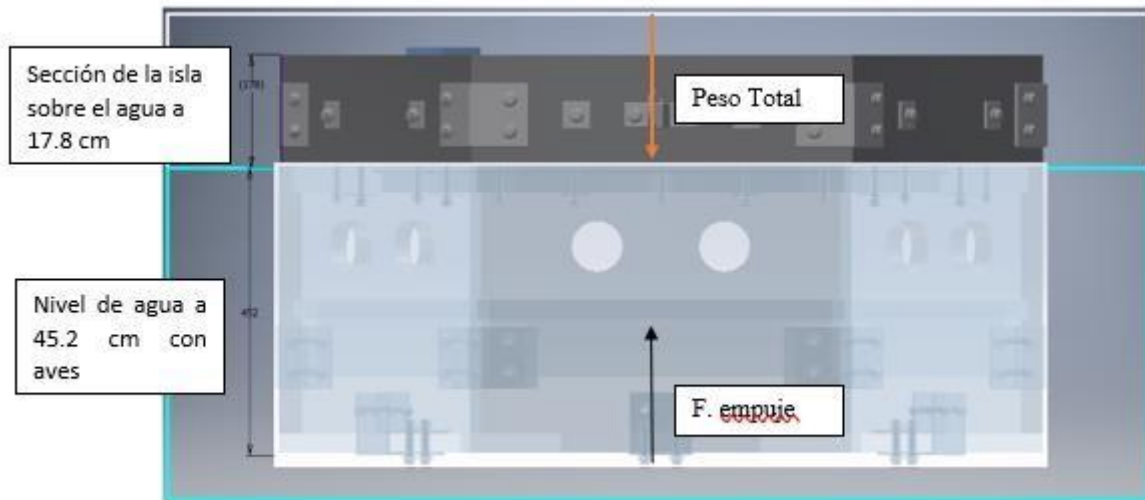 Sección de la isla
sobre el agua a
17.8 cm
(178)
Peso Total
Nivel de agua a
45.2 cm con
aves
452
F. empuje